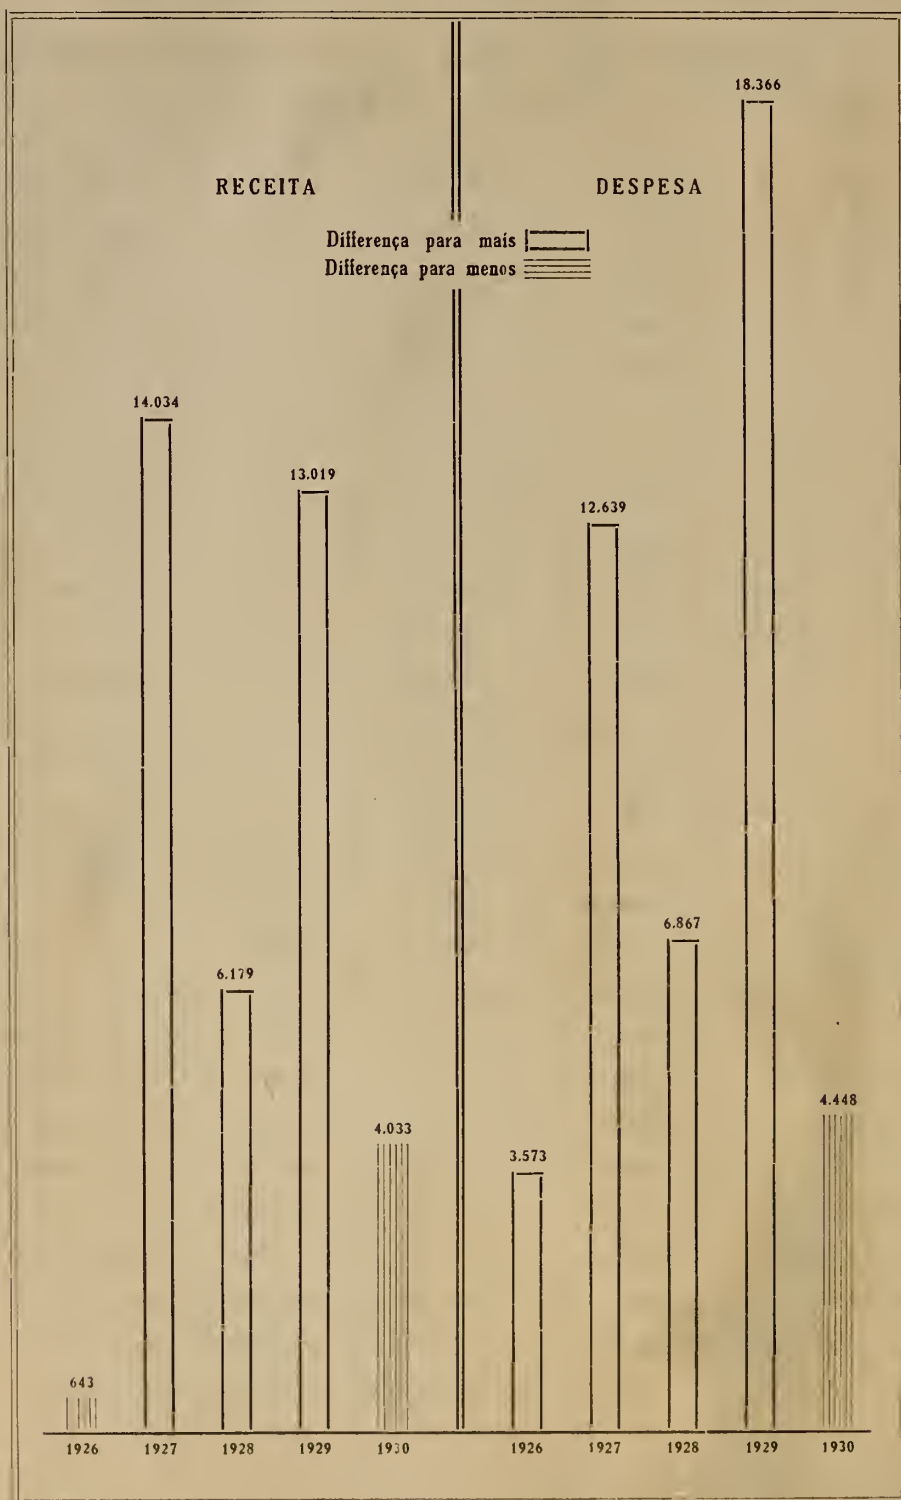 18.366
RECEITA DESPESA
Differença para mais
Differença para menos
14.034
13.019
12.639
6.179
6.867
4.033
4.448
3.573
643
1926 1927 1928 1929 1930 1926 1927 1928 1929 1930